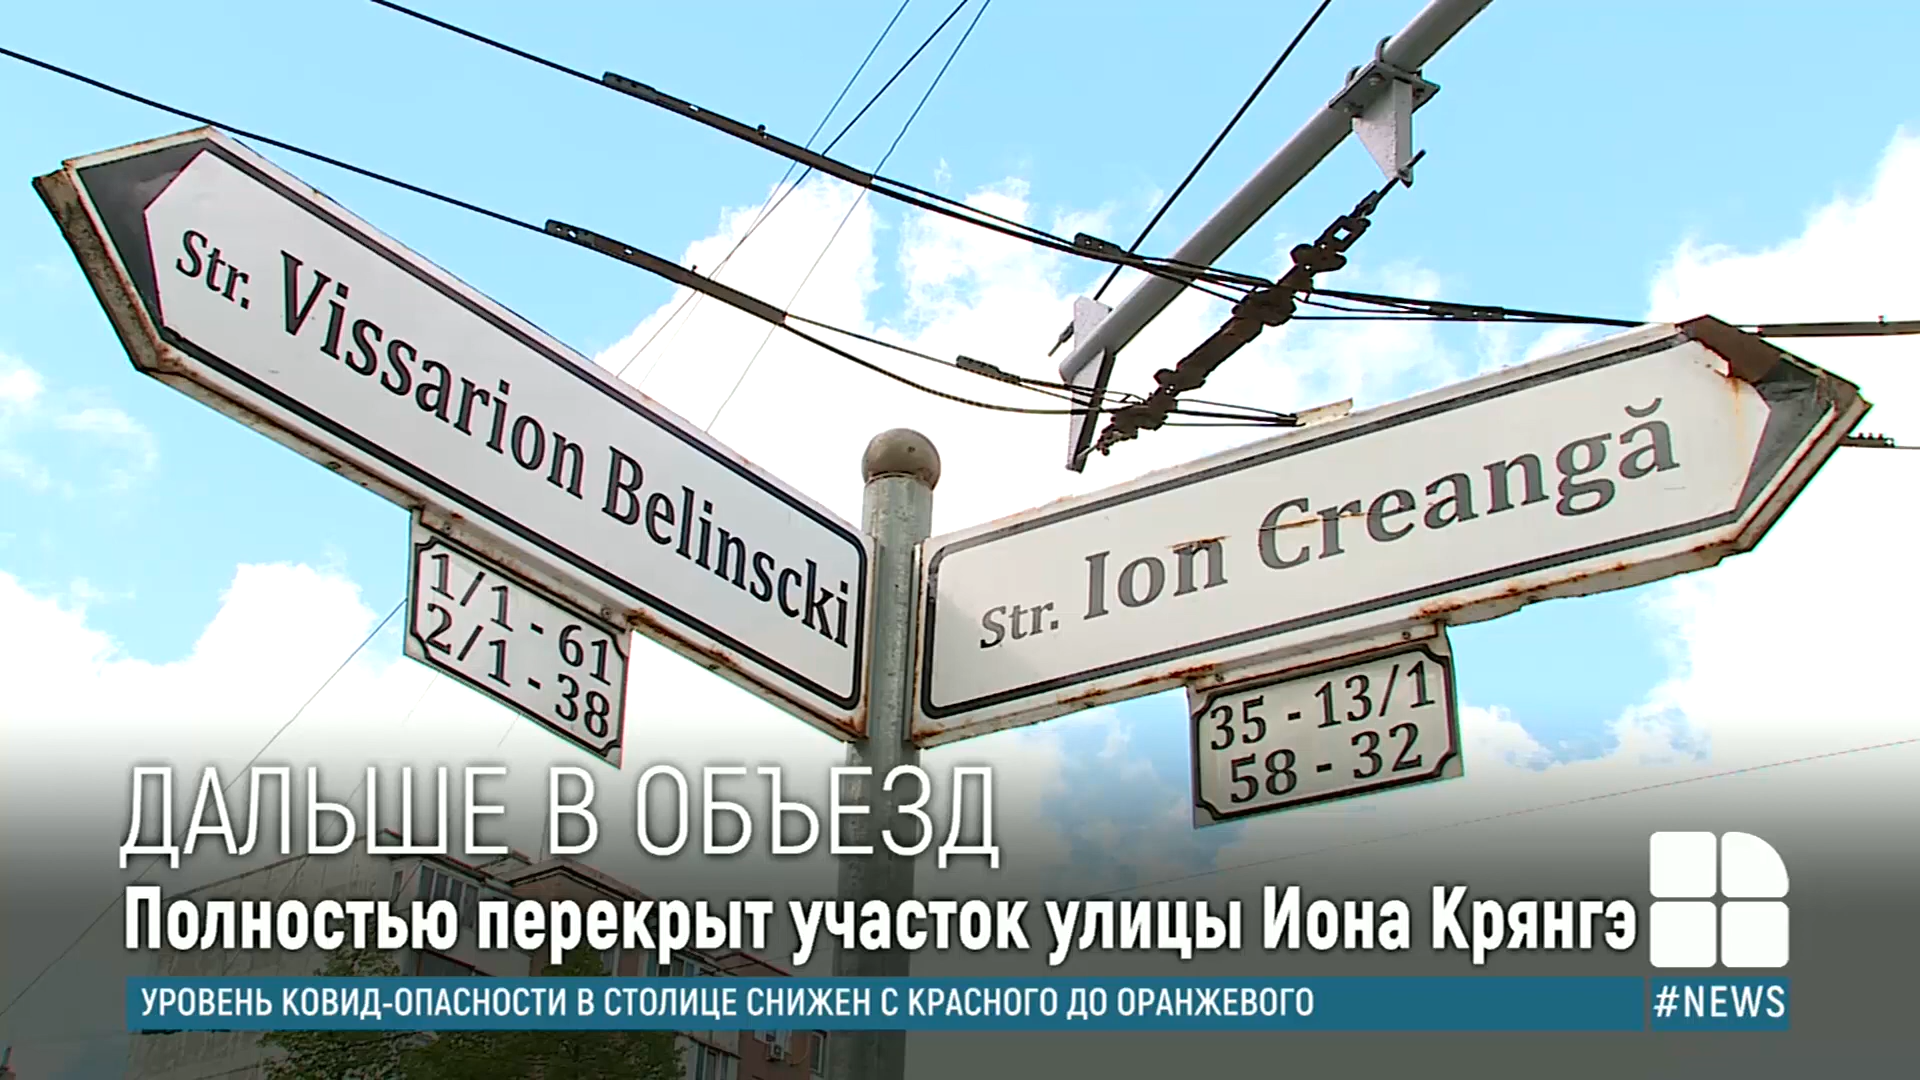 Str. Vissarion Belinscki
1/1 - 61
2/1 - 38
Str. Ion Creangă
35 - 13/1
58 - 32
ДАЛЬШЕ В ОБЪЕЗД
Полностью перекрыт участок улицы Иона Крянгэ
УРОВЕНЬ КОВИД-ОПАСНОСТИ В СТОЛИЦЕ СНИЖЕН С КРАСНОГО ДО ОРАНЖЕВОГО
#NEWS